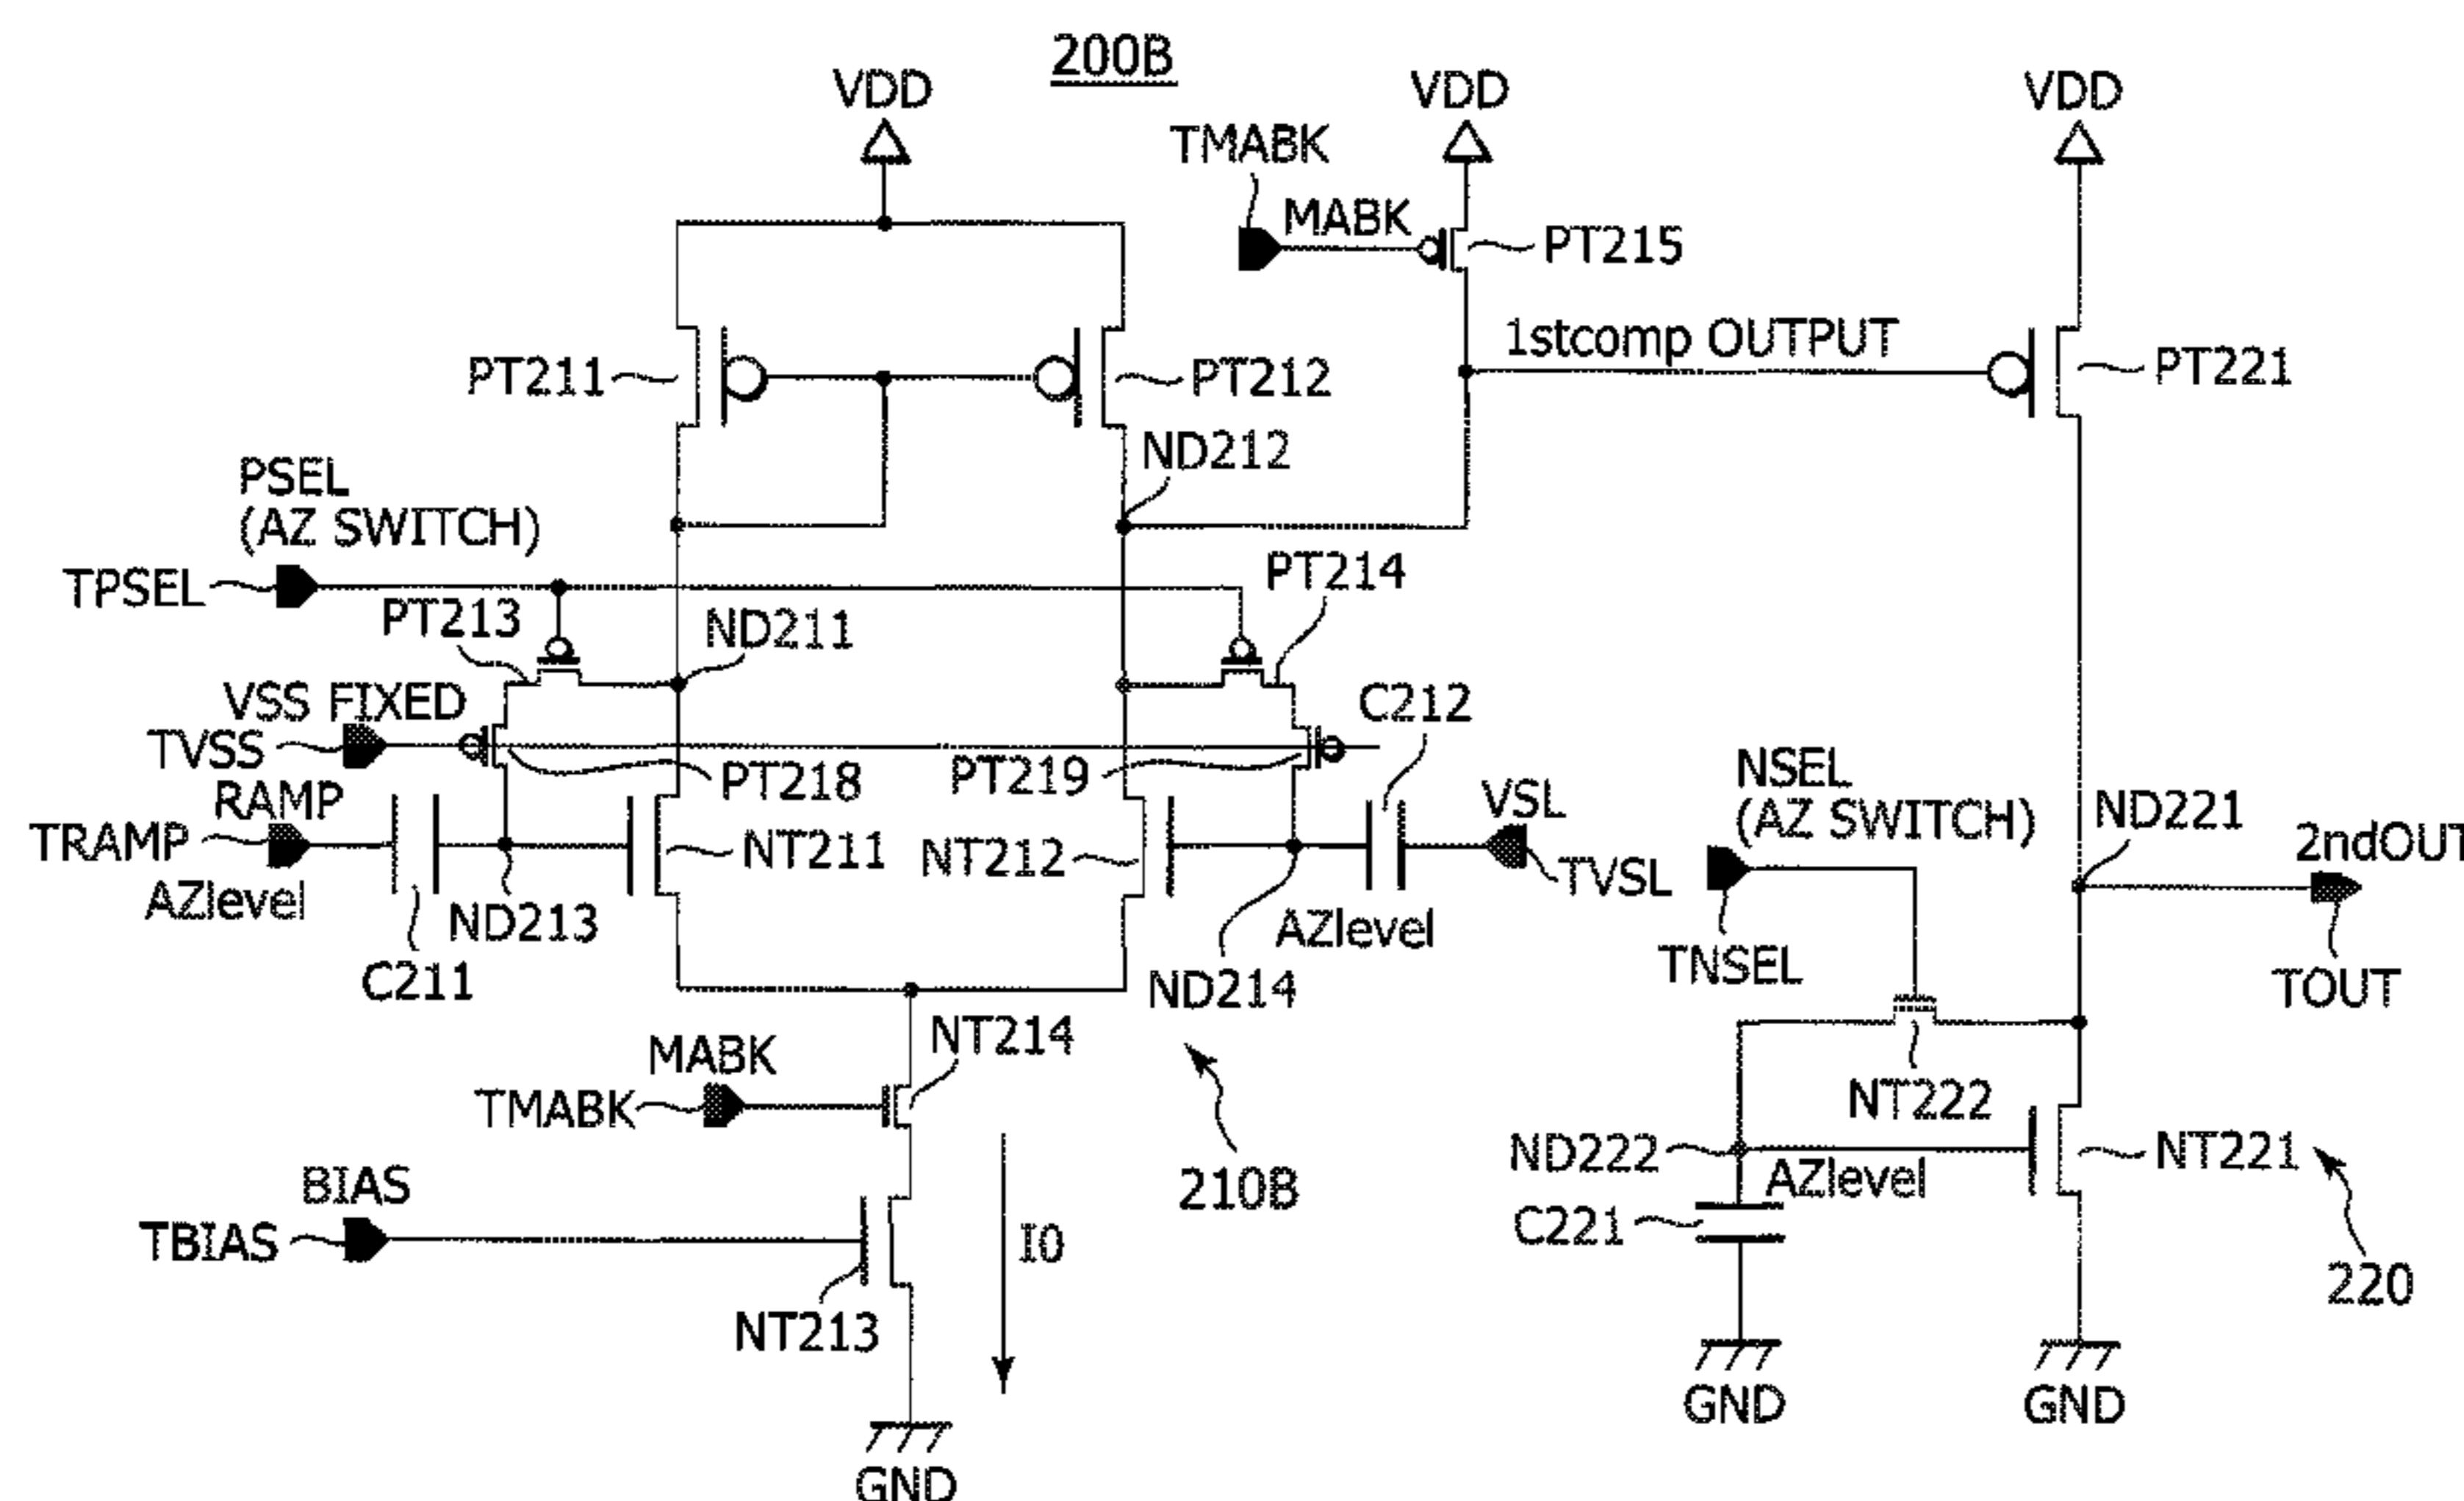 200B
VDD
VDD
VDD
TMABK
MABK
PT215
1stcomp OUTPUT
PT211
PT212
PT221
ND212
PSEL
(AZ SWITCH)
TPSEL
PT213
ND211
PT214
VSS FIXED
TVSS
C212
PT218
PT219
RAMP
TRAMP
AZlevel
NT211
NT212
VSL
TVSL
NSEL
(AZ SWITCH)
ND221
2ndOUT
TOUT
TNSEL
C211
ND213
AZlevel
ND214
MABK
TMABK
NT214
NT222
BIAS
TBIAS
I0
210B
ND222
AZlevel
NT221
C221
220
NT213
GND
GND
GND